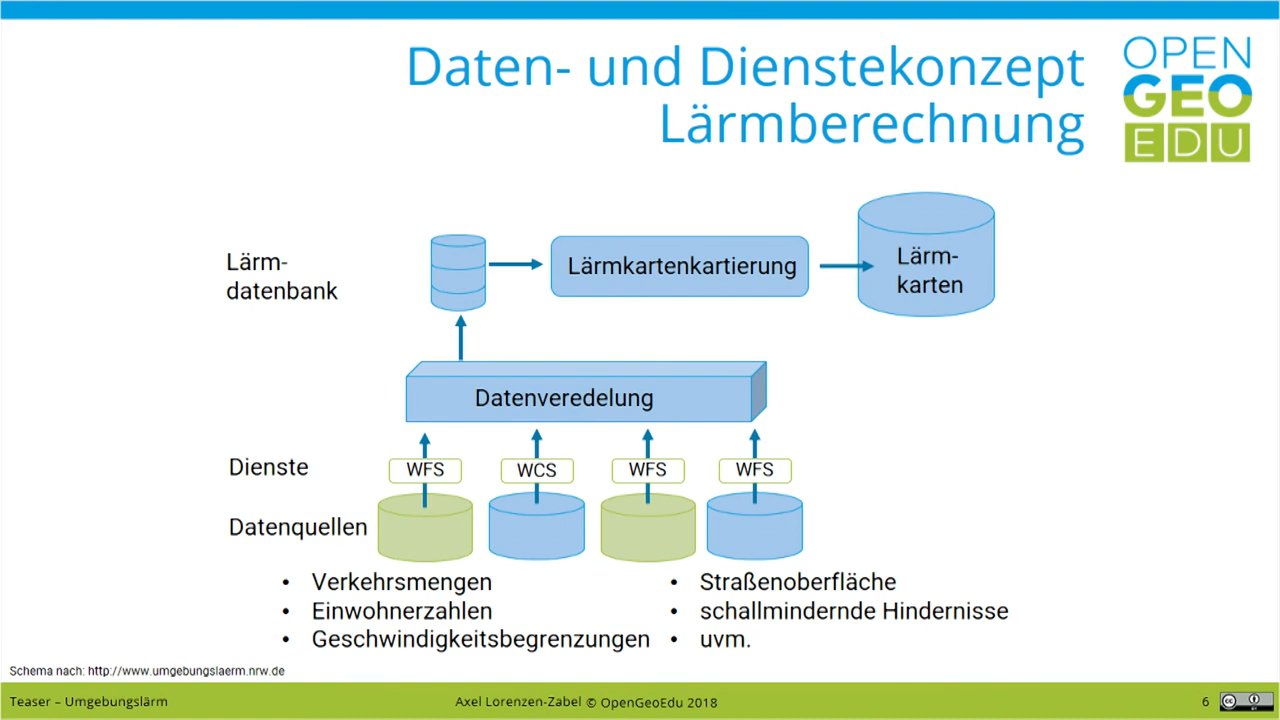 Daten- und Dienstekonzept
Lärmberechnung
OPEN
GEO
EDU
Lärm-
datenbank
Lärmkartenkartierung
Lärm-
karten
Datenveredelung
Dienste
WFS
WCS
WFS
WFS
Datenquellen
• Verkehrsmengen
• Einwohnerzahlen
• Geschwindigkeitsbegrenzungen
• Straßenoberfläche
• schallmindernde Hindernisse
• uvm.
Schema nach: http://www.umgebungslaerm.nrw.de
Teaser – Umgebungslärm
Axel Lorenzen-Zabel © OpenGeoEdu 2018
6
cc
BY